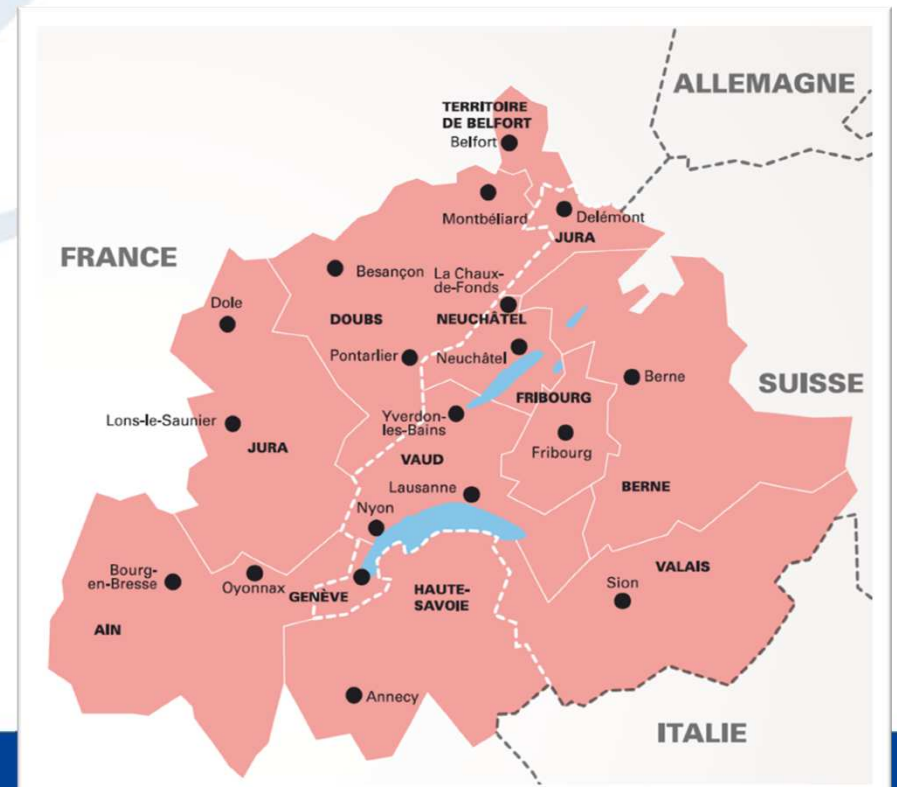 ALLEMAGNE
TERRITOIRE
DE BELFORT
Belfort
Montbéliard
Delémont
JURA
FRANCE
Besançon
La Chaux-
de-Fonds
Dole
DOUBS
NEUCHÂTEL
Pontarlier
Neuchâtel
Berne
SUISSE
FRIBOURG
Yverdon-
les-Bains
Lons-le-Saunier
JURA
VAUD
Fribourg
Lausanne
BERNE
Nyon
Bourg-
en-Bresse
Oyonnax
GENÈVE
HAUTE-
SAVOIE
Sion
VALAIS
AIN
Annecy
ITALIE